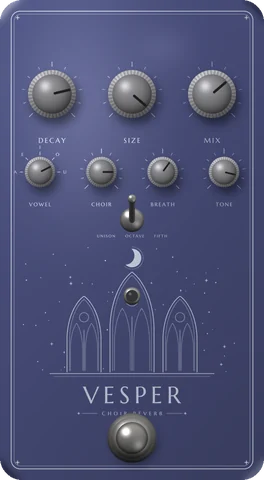 DECAY SIZE MIX
A E O U
VOWEL CHOIR BREATH TONE
UNISON OCTAVE FIFTH
VESPER
CHOIR REVERB